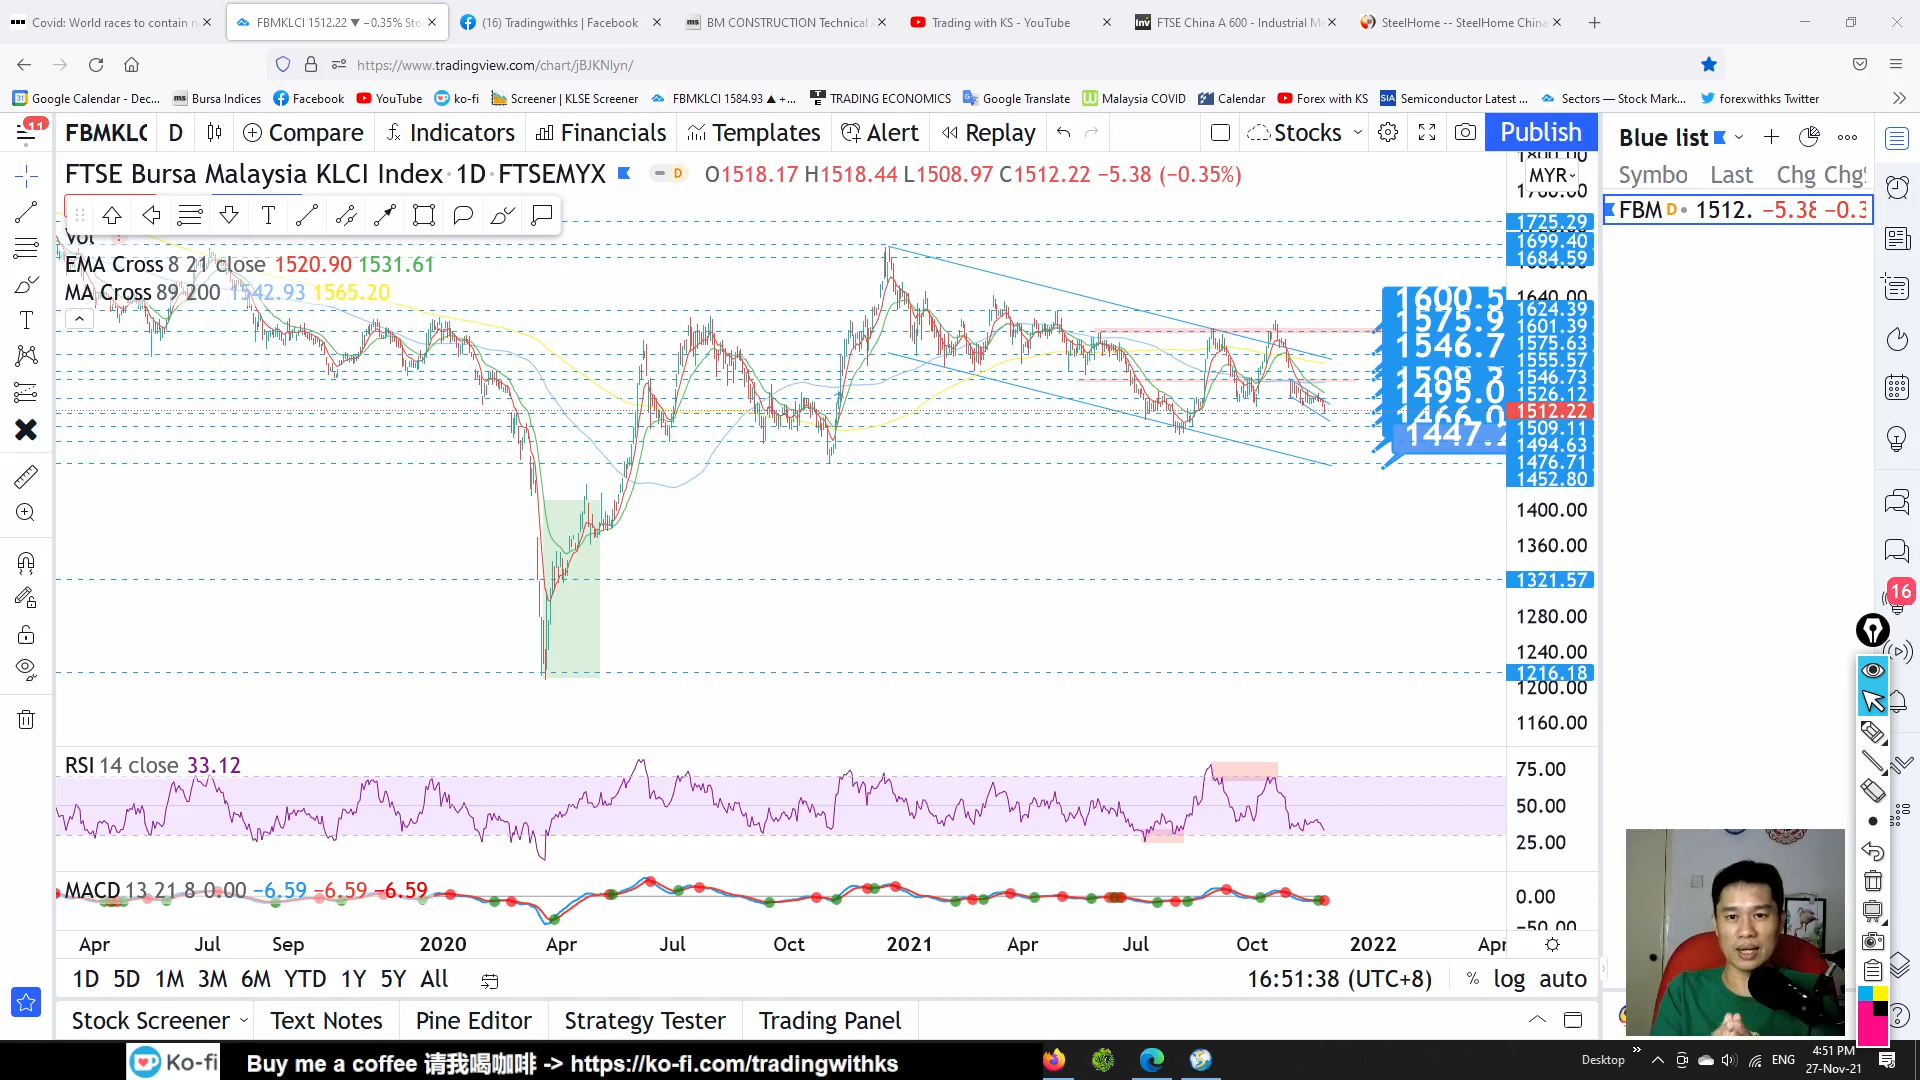 Covid: World races to contain n
FBMKLCI 1512.22 ▼ −0.35% Sto
(16) Tradingwithks | Facebook
BM CONSTRUCTION Technical
Trading with KS - YouTube
FTSE China A 600 - Industrial M
SteelHome -- SteelHome China
https://www.tradingview.com/chart/jBJKNlyn/
Google Calendar - Dec...
Bursa Indices
Facebook
YouTube
ko-fi
Screener | KLSE Screener
FBMKLCI 1584.93 ▲ +...
TRADING ECONOMICS
Google Translate
Malaysia COVID
Calendar
Forex with KS
Semiconductor Latest ...
Sectors — Stock Mark...
forexwithks Twitter
11
FBMKLC
D
Compare
Indicators
Financials
Templates
Alert
Replay
Stocks
Publish
Blue list
Symbo Last Chg Chg
FBM D 1512. −5.38 −0.3
FTSE Bursa Malaysia KLCI Index · 1D · FTSEMYX
D
O1518.17 H1518.44 L1508.97 C1512.22 −5.38 (−0.35%)
MYR
Vol
EMA Cross 8 21 close 1520.90 1531.61
MA Cross 89 200 1542.93 1565.20
1600.5
1575.9
1546.7
1495.0
1447.2
1725.29
1699.40
1684.59
1640.00
1624.39
1601.39
1575.63
1555.57
1546.73
1526.12
1512.22
1509.11
1494.63
1476.71
1452.80
1400.00
1360.00
1321.57
1280.00
1240.00
1216.18
1200.00
1160.00
RSI 14 close 33.12
75.00
50.00
25.00
MACD 13 21 8 0.00 −6.59 −6.59 −6.59
0.00
−50.00
Apr Jul Sep 2020 Apr Jul Oct 2021 Apr Jul Oct 2022 Apr
1D 5D 1M 3M 6M YTD 1Y 5Y All
16:51:38 (UTC+8)
% log auto
16
Stock Screener
Text Notes
Pine Editor
Strategy Tester
Trading Panel
Ko-fi
Buy me a coffee 请我喝咖啡 -> https://ko-fi.com/tradingwithks
Desktop
ENG
4:51 PM
27-Nov-21